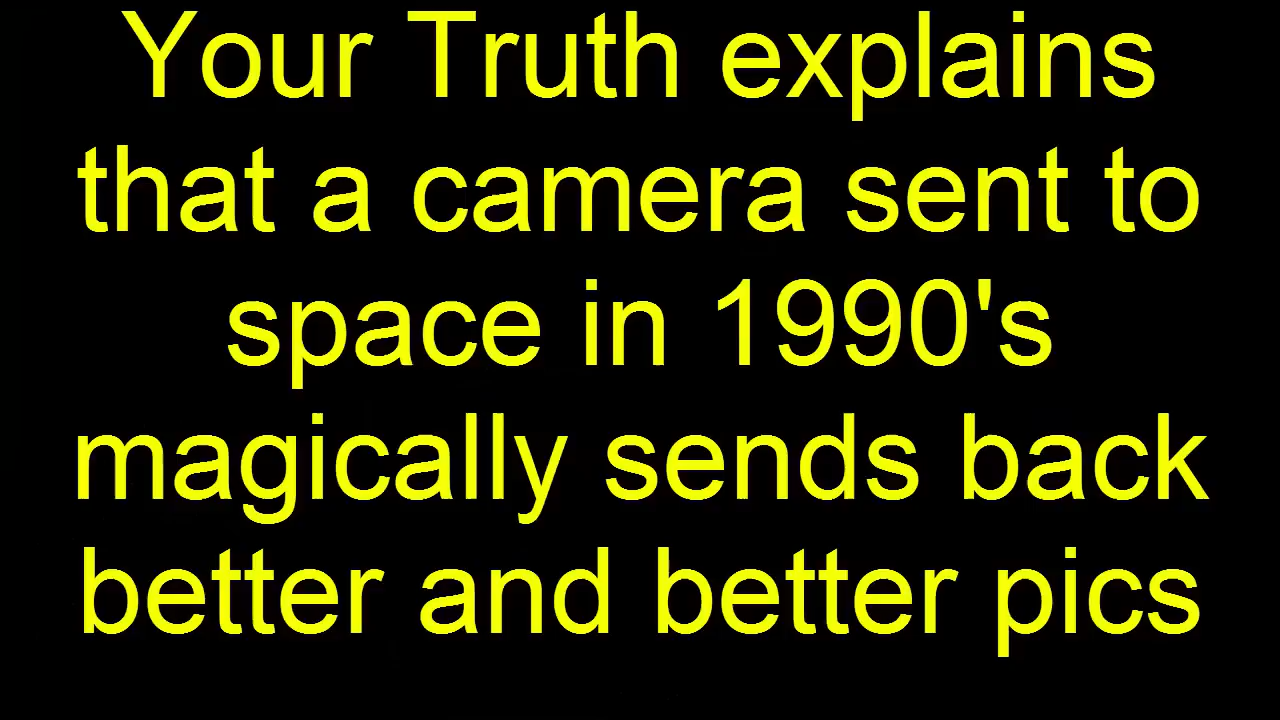 Your Truth explains
that a camera sent to
space in 1990's
magically sends back
better and better pics